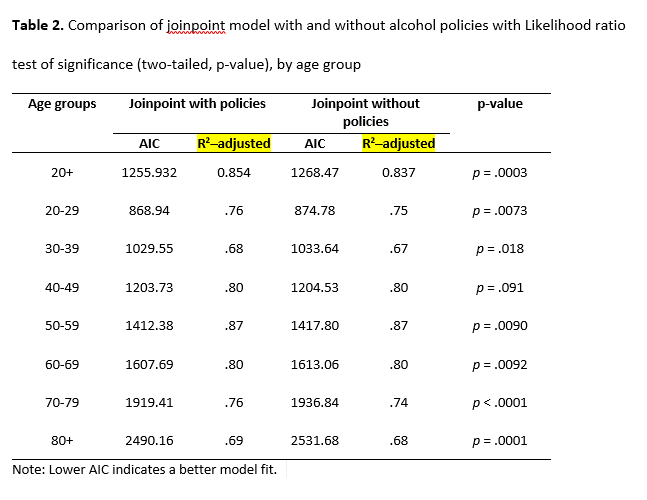 Table 2. Comparison of joinpoint model with and without alcohol policies with Likelihood ratio
test of significance (two-tailed, p-value), by age group
Age groups Joinpoint with policies Joinpoint without policies p-value
AIC R²–adjusted AIC R²–adjusted
20+ 1255.932 0.854 1268.47 0.837 p = .0003
20-29 868.94 .76 874.78 .75 p = .0073
30-39 1029.55 .68 1033.64 .67 p = .018
40-49 1203.73 .80 1204.53 .80 p = .091
50-59 1412.38 .87 1417.80 .87 p = .0090
60-69 1607.69 .80 1613.06 .80 p = .0092
70-79 1919.41 .76 1936.84 .74 p < .0001
80+ 2490.16 .69 2531.68 .68 p = .0001
Note: Lower AIC indicates a better model fit.